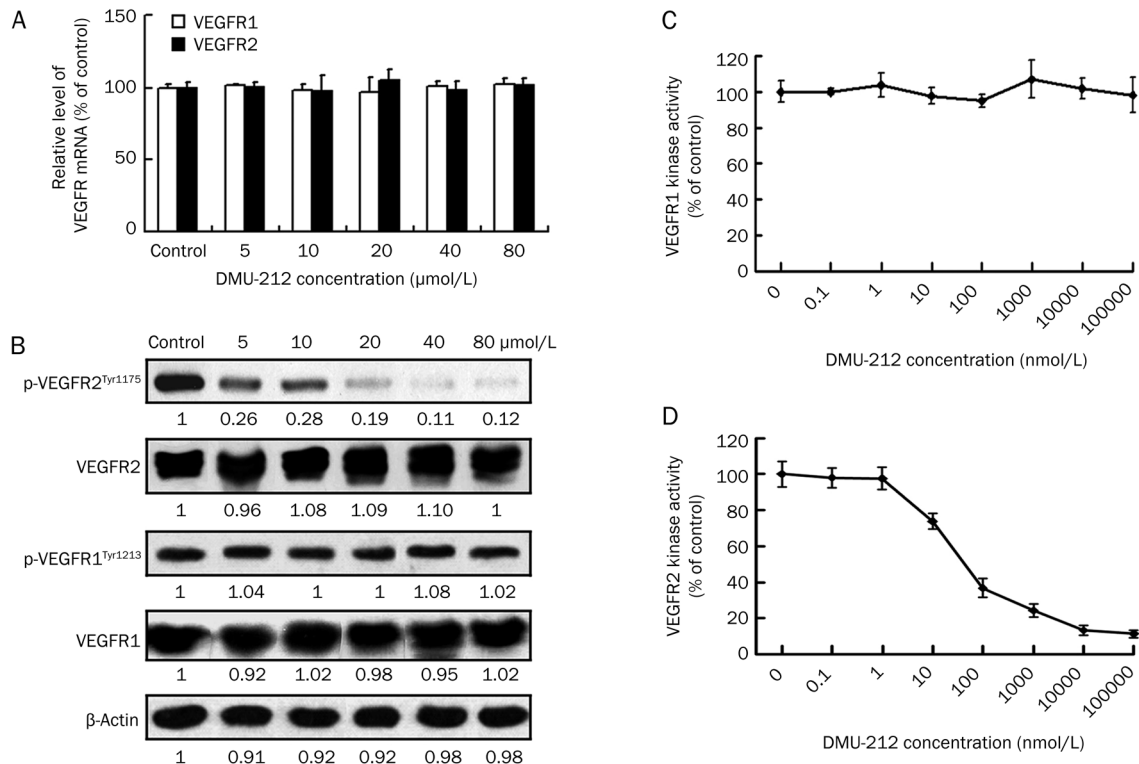 A
Relative level of
VEGFR mRNA (% of control)
150
100
50
0
VEGFR1
VEGFR2
Control 5 10 20 40 80
DMU-212 concentration (μmol/L)
B
Control 5 10 20 40 80 μmol/L
p-VEGFR2Tyr1175
1 0.26 0.28 0.19 0.11 0.12
VEGFR2
1 0.96 1.08 1.09 1.10 1
p-VEGFR1Tyr1213
1 1.04 1 1 1.08 1.02
VEGFR1
1 0.92 1.02 0.98 0.95 1.02
β-Actin
1 0.91 0.92 0.92 0.98 0.98
C
VEGFR1 kinase activity
(% of control)
120
100
80
60
40
20
0
0 0.1 1 10 100 1000 10000 100000
DMU-212 concentration (nmol/L)
D
VEGFR2 kinase activity
(% of control)
120
100
80
60
40
20
0
0 0.1 1 10 100 1000 10000 100000
DMU-212 concentration (nmol/L)